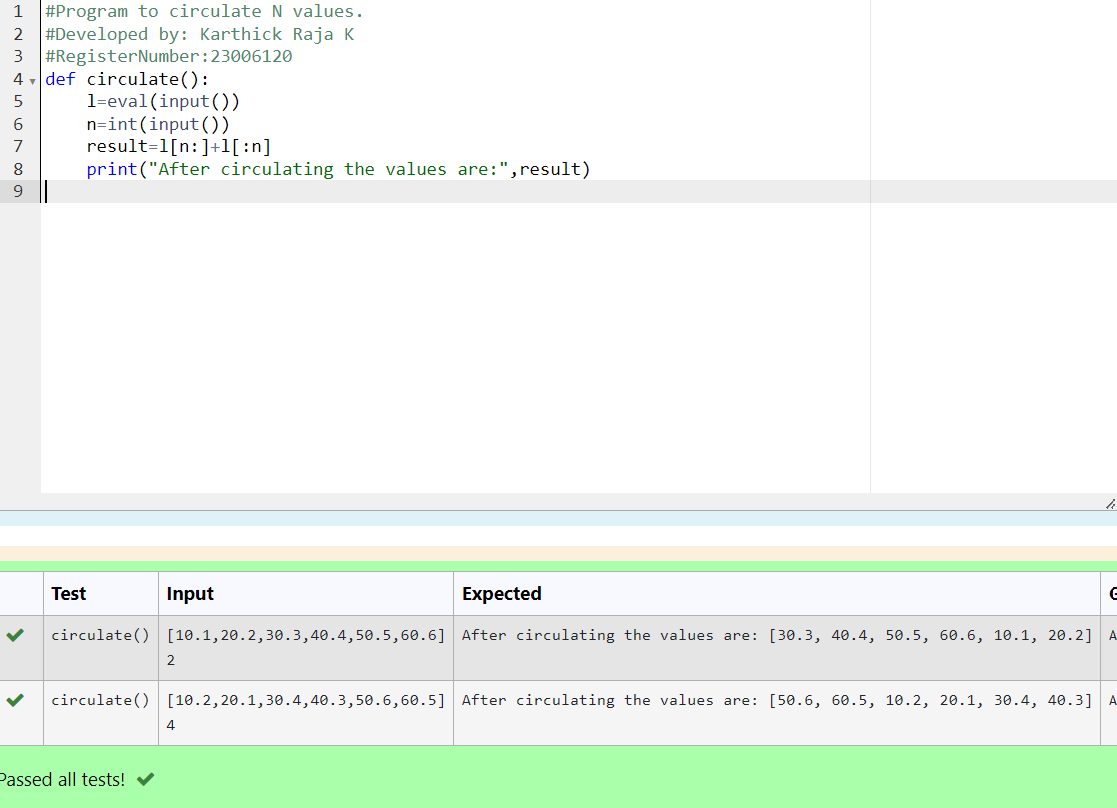 1 #Program to circulate N values.
2 #Developed by: Karthick Raja K
3 #RegisterNumber:23006120
4 def circulate():
5     l=eval(input())
6     n=int(input())
7     result=l[n:]+l[:n]
8     print("After circulating the values are:",result)
9
Test Input Expected
circulate() [10.1,20.2,30.3,40.4,50.5,60.6] After circulating the values are: [30.3, 40.4, 50.5, 60.6, 10.1, 20.2] A
2
circulate() [10.2,20.1,30.4,40.3,50.6,60.5] After circulating the values are: [50.6, 60.5, 10.2, 20.1, 30.4, 40.3] A
4
Passed all tests!